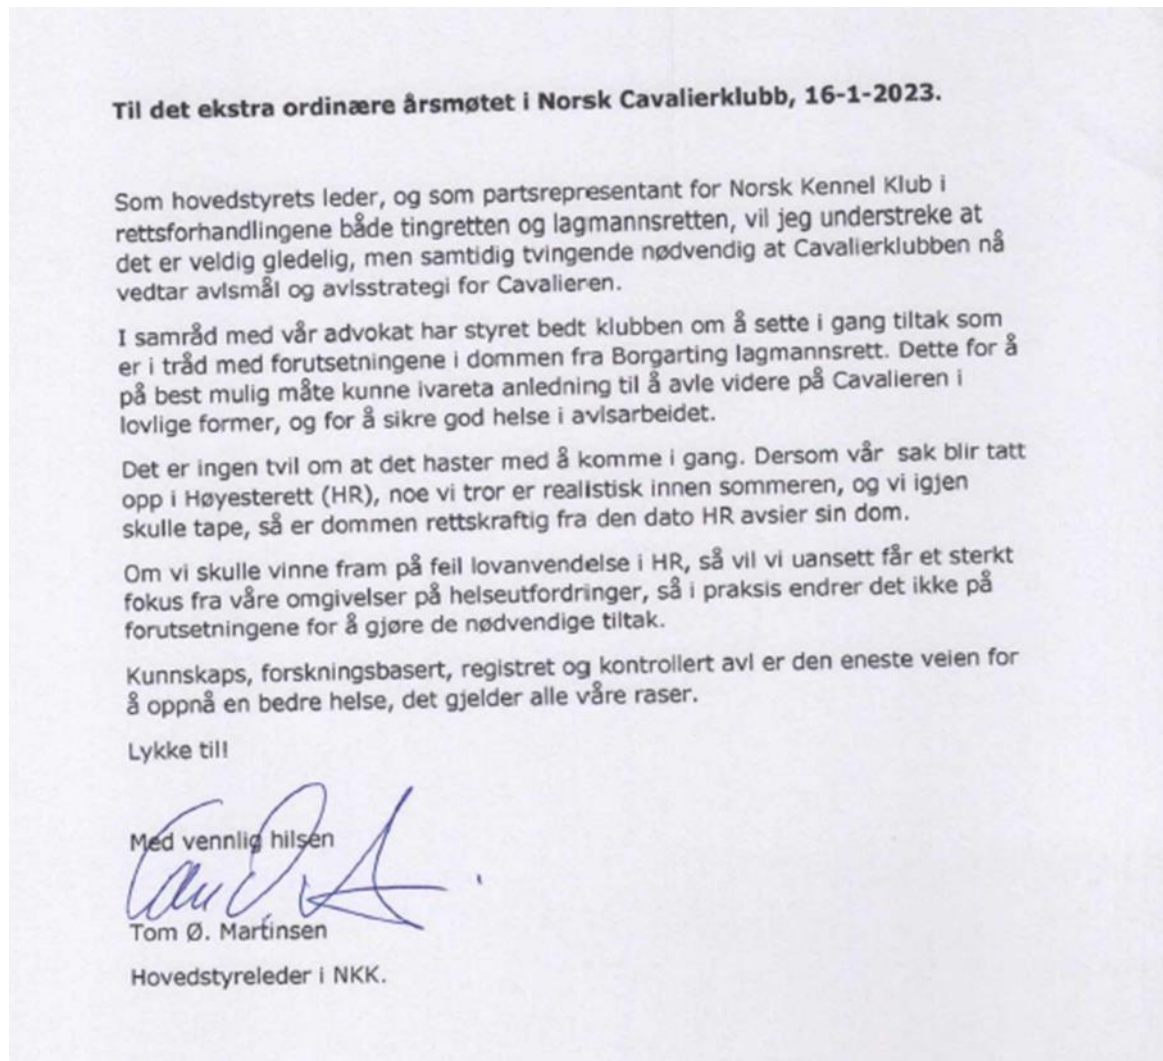 Til det ekstra ordinære årsmøtet i Norsk Cavalierklubb, 16-1-2023.
Som hovedstyrets leder, og som partsrepresentant for Norsk Kennel Klub i
rettsforhandlingene både tingretten og lagmannsretten, vil jeg understreke at
det er veldig gledelig, men samtidig tvingende nødvendig at Cavalierklubben nå
vedtar avlsmål og avlsstrategi for Cavalieren.
I samråd med vår advokat har styret bedt klubben om å sette i gang tiltak som
er i tråd med forutsetningene i dommen fra Borgarting lagmannsrett. Dette for å
på best mulig måte kunne ivareta anledning til å avle videre på Cavalieren i
lovlige former, og for å sikre god helse i avlsarbeidet.
Det er ingen tvil om at det haster med å komme i gang. Dersom vår sak blir tatt
opp i Høyesterett (HR), noe vi tror er realistisk innen sommeren, og vi igjen
skulle tape, så er dommen rettskraftig fra den dato HR avsier sin dom.
Om vi skulle vinne fram på feil lovanvendelse i HR, så vil vi uansett får et sterkt
fokus fra våre omgivelser på helseutfordringer, så i praksis endrer det ikke på
forutsetningene for å gjøre de nødvendige tiltak.
Kunnskaps, forskningsbasert, registret og kontrollert avl er den eneste veien for
å oppnå en bedre helse, det gjelder alle våre raser.
Lykke til!
Med vennlig hilsen
Tom Ø. Martinsen
Hovedstyreleder i NKK.